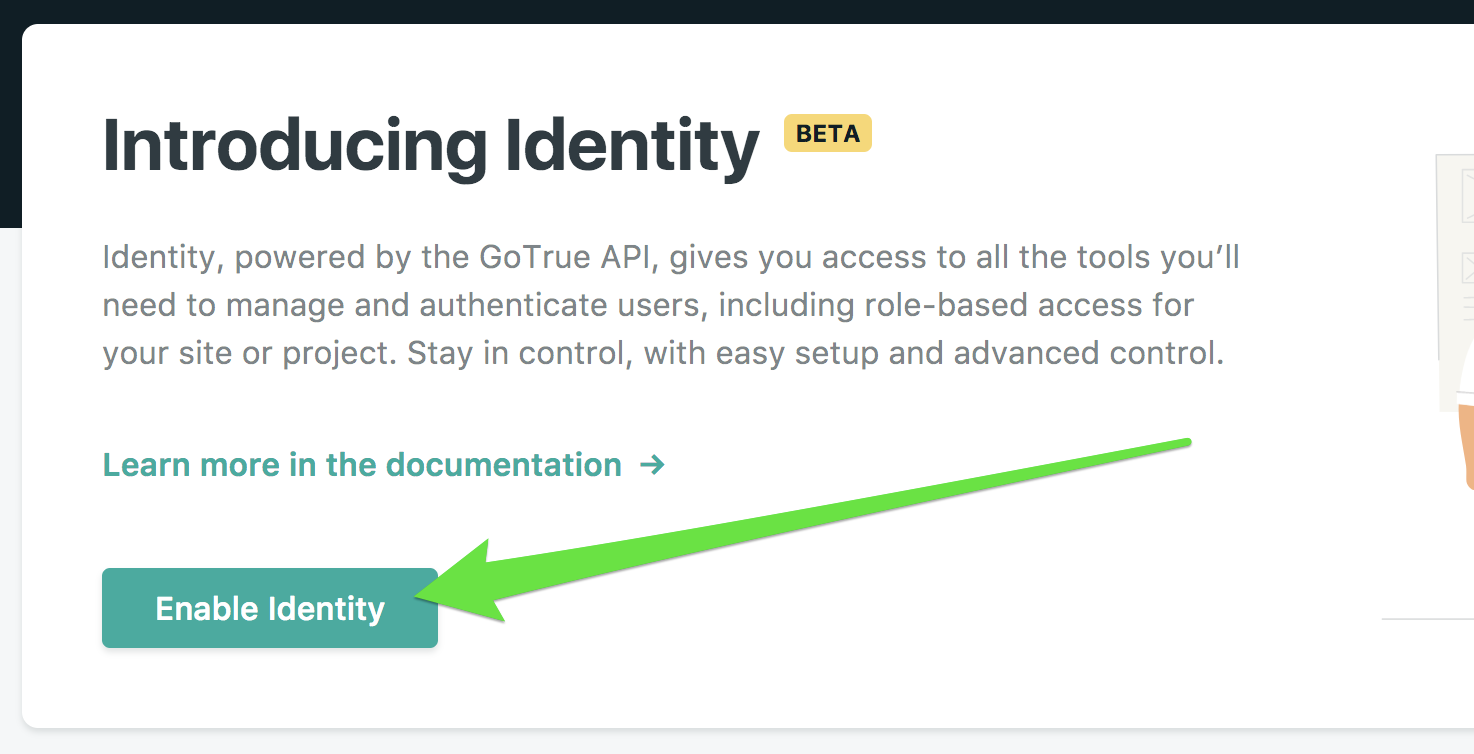 Introducing Identity BETA
Identity, powered by the GoTrue API, gives you access to all the tools you’ll
need to manage and authenticate users, including role-based access for
your site or project. Stay in control, with easy setup and advanced control.
Learn more in the documentation →
Enable Identity